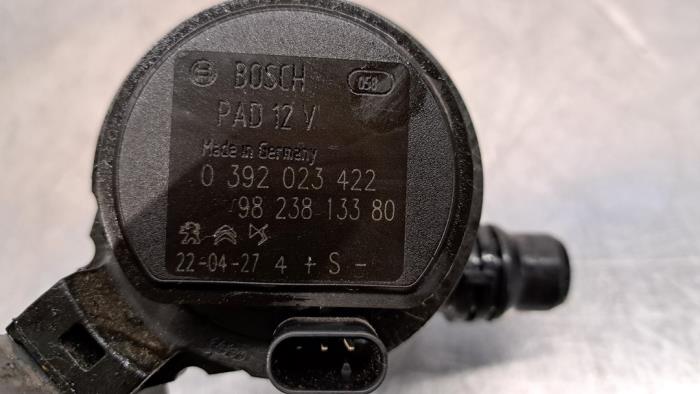 BOSCH 058
PAD 12 V
Made in Germany
0 392 023 422
98 238 133 80
22-04-27 4 + S -